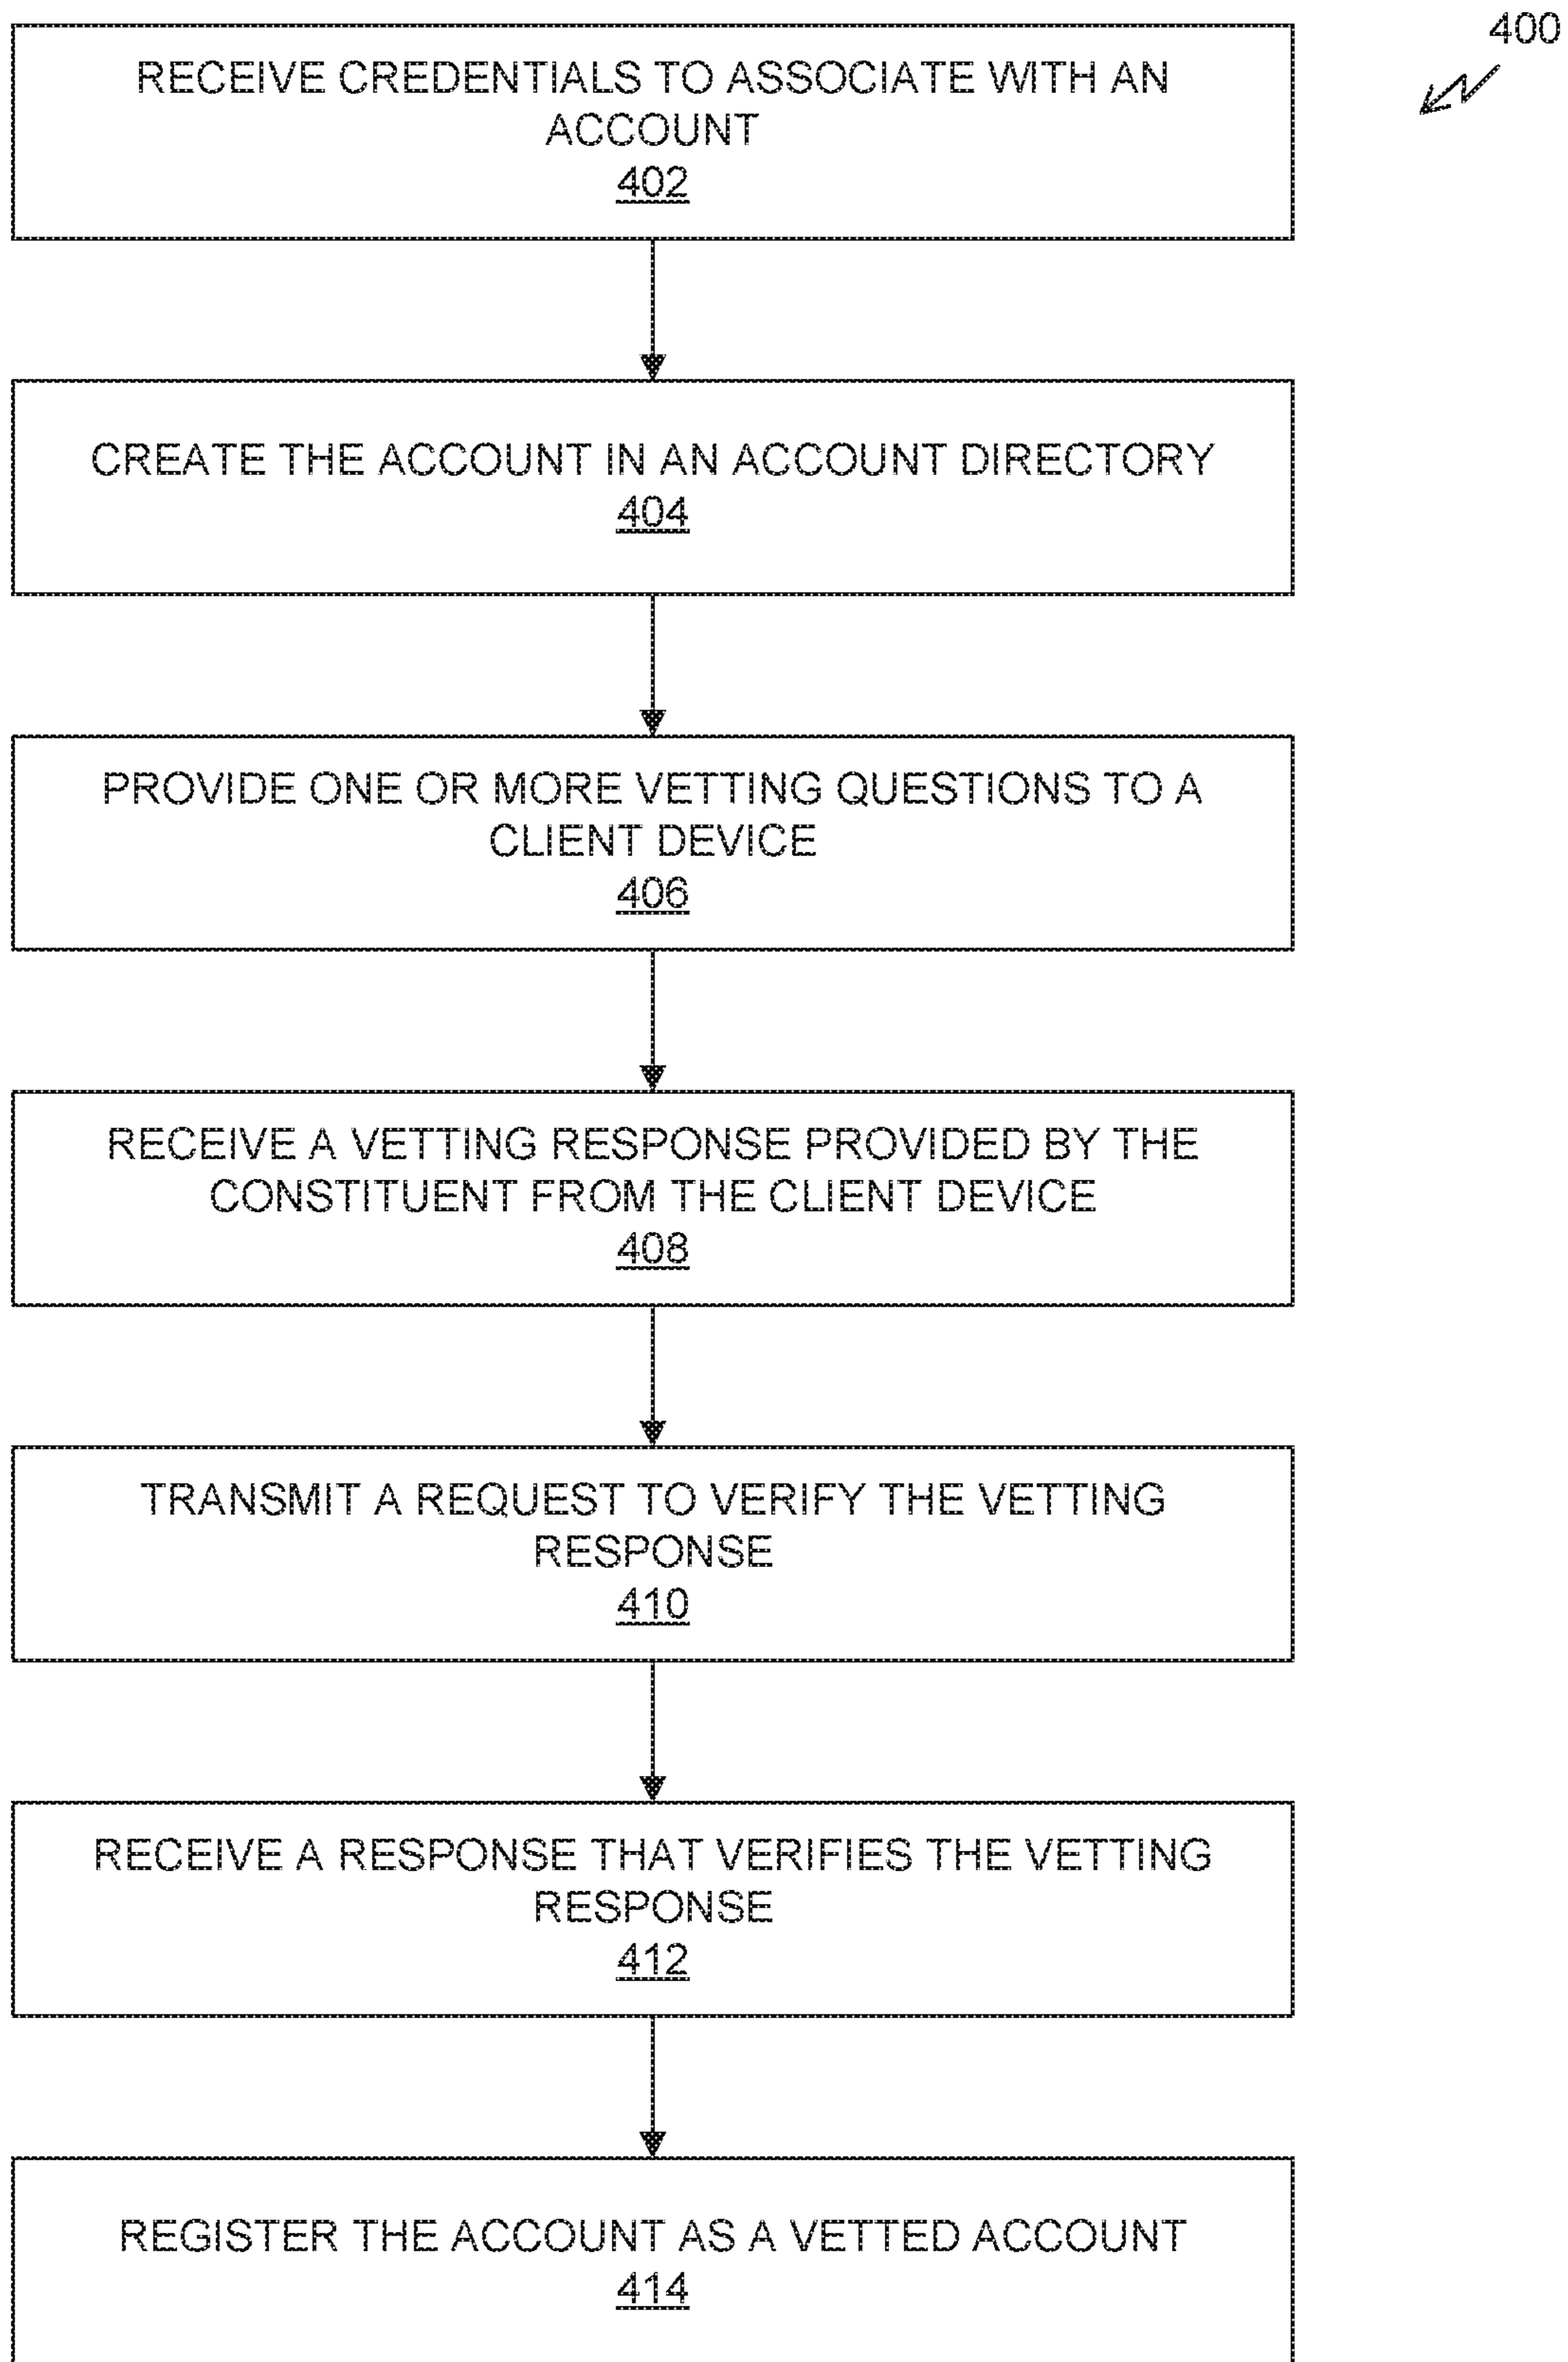 400
RECEIVE CREDENTIALS TO ASSOCIATE WITH AN
ACCOUNT
402
CREATE THE ACCOUNT IN AN ACCOUNT DIRECTORY
404
PROVIDE ONE OR MORE VETTING QUESTIONS TO A
CLIENT DEVICE
406
RECEIVE A VETTING RESPONSE PROVIDED BY THE
CONSTITUENT FROM THE CLIENT DEVICE
408
TRANSMIT A REQUEST TO VERIFY THE VETTING
RESPONSE
410
RECEIVE A RESPONSE THAT VERIFIES THE VETTING
RESPONSE
412
REGISTER THE ACCOUNT AS A VETTED ACCOUNT
414